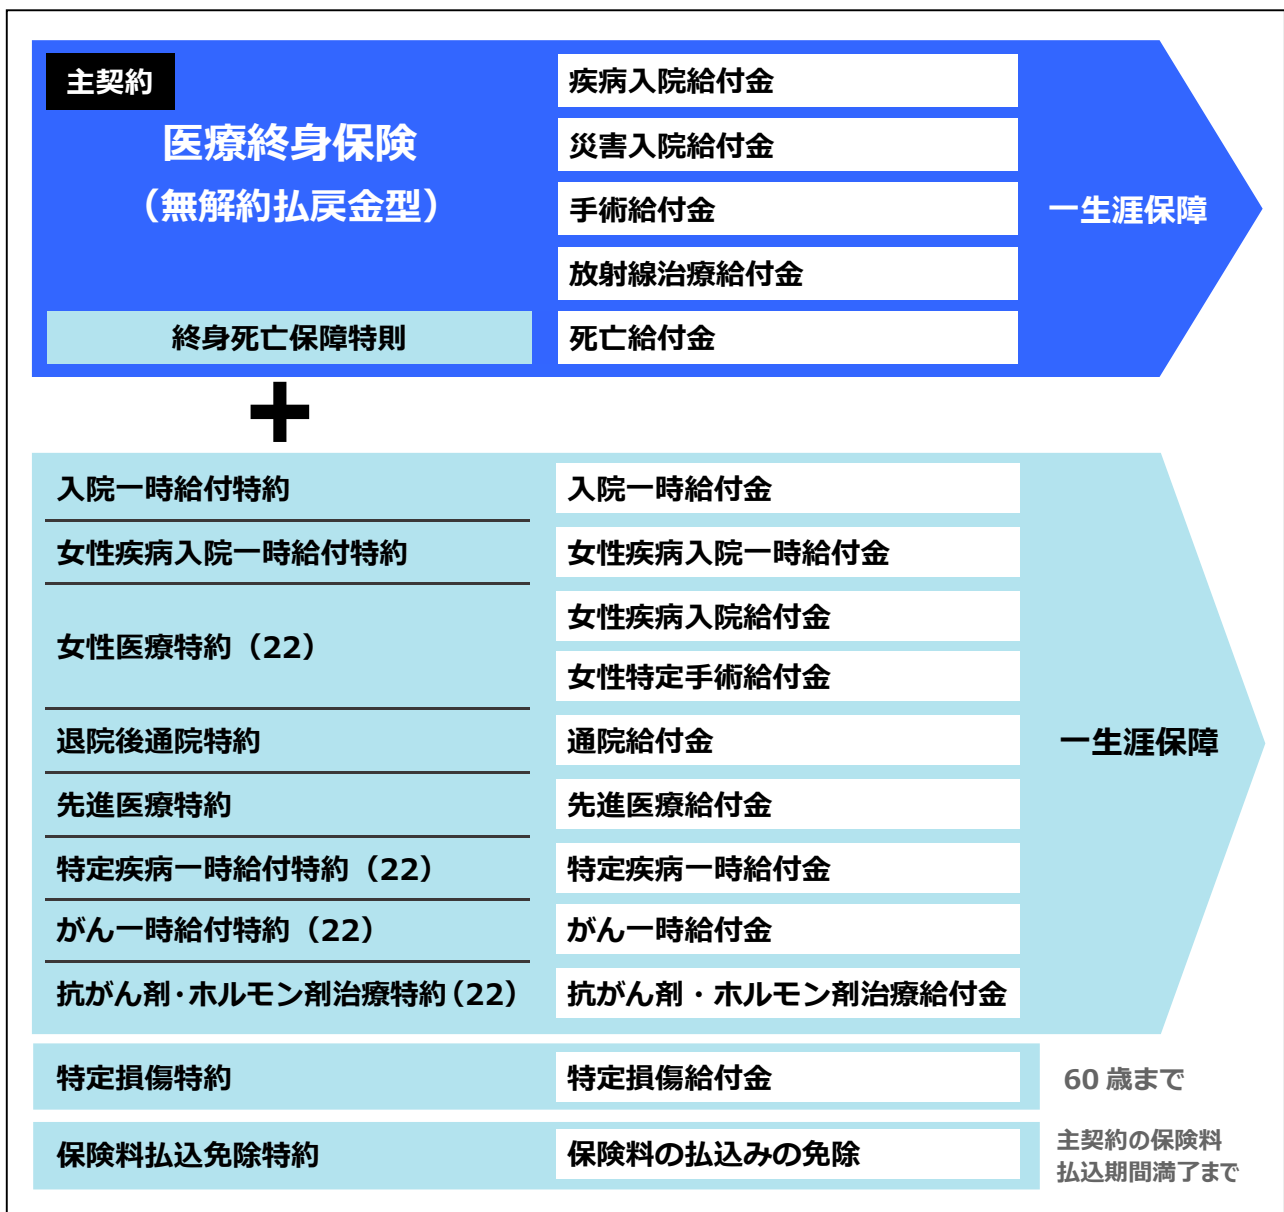 主契約
医療終身保険
（無解約払戻金型）
疾病入院給付金
災害入院給付金
手術給付金
放射線治療給付金
終身死亡保障特則
死亡給付金
一生涯保障
+
入院一時給付特約
入院一時給付金
女性疾病入院一時給付特約
女性疾病入院一時給付金
女性医療特約（22）
女性疾病入院給付金
女性特定手術給付金
退院後通院特約
通院給付金
先進医療特約
先進医療給付金
特定疾病一時給付特約（22）
特定疾病一時給付金
がん一時給付特約（22）
がん一時給付金
抗がん剤・ホルモン剤治療特約（22）
抗がん剤・ホルモン剤治療給付金
一生涯保障
特定損傷特約
特定損傷給付金
60 歳まで
保険料払込免除特約
保険料の払込みの免除
主契約の保険料
払込期間満了まで